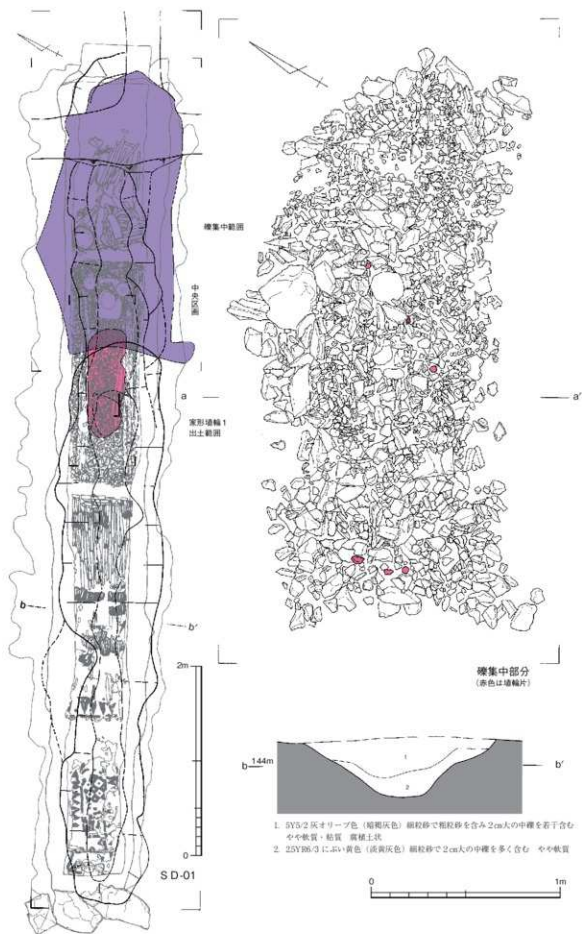 礫集中範囲
中央区画
a
家形埴輪1
出土範囲
b
b'
2m
0
SD-01
a'
礫集中部分
(赤色は埴輪片)
b 144m
b'
1
2
1. 5Y5/2 灰オリーブ色(暗褐灰色)細粒砂で粗粒砂を含み2㎝大の中礫を若干含む
やや軟質・粘質 腐植土状
2. 25YR6/3 にぶい黄色(淡黄灰色)細粒砂で2㎝大の中礫を多く含む やや軟質
0
1m